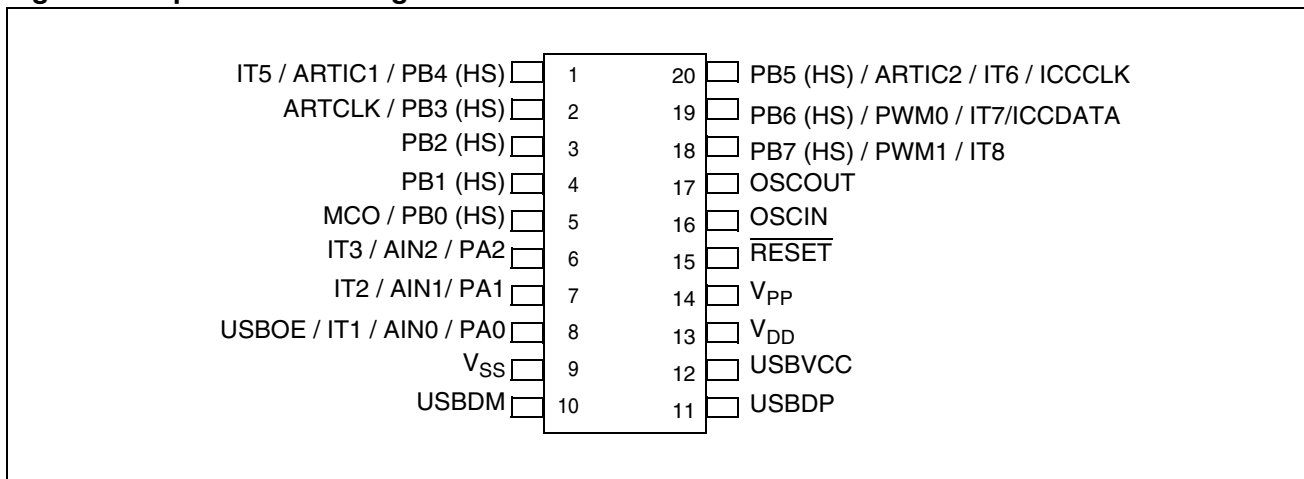 IT5 / ARTIC1 / PB4 (HS) 1 20 PB5 (HS) / ARTIC2 / IT6 / ICCCLK
ARTCLK / PB3 (HS) 2 19 PB6 (HS) / PWM0 / IT7/ICCDATA
PB2 (HS) 3 18 PB7 (HS) / PWM1 / IT8
PB1 (HS) 4 17 OSCOUT
MCO / PB0 (HS) 5 16 OSCIN
IT3 / AIN2 / PA2 6 15 RESET
IT2 / AIN1/ PA1 7 14 VPP
USBOE / IT1 / AIN0 / PA0 8 13 VDD
VSS 9 12 USBVCC
USBDM 10 11 USBDP